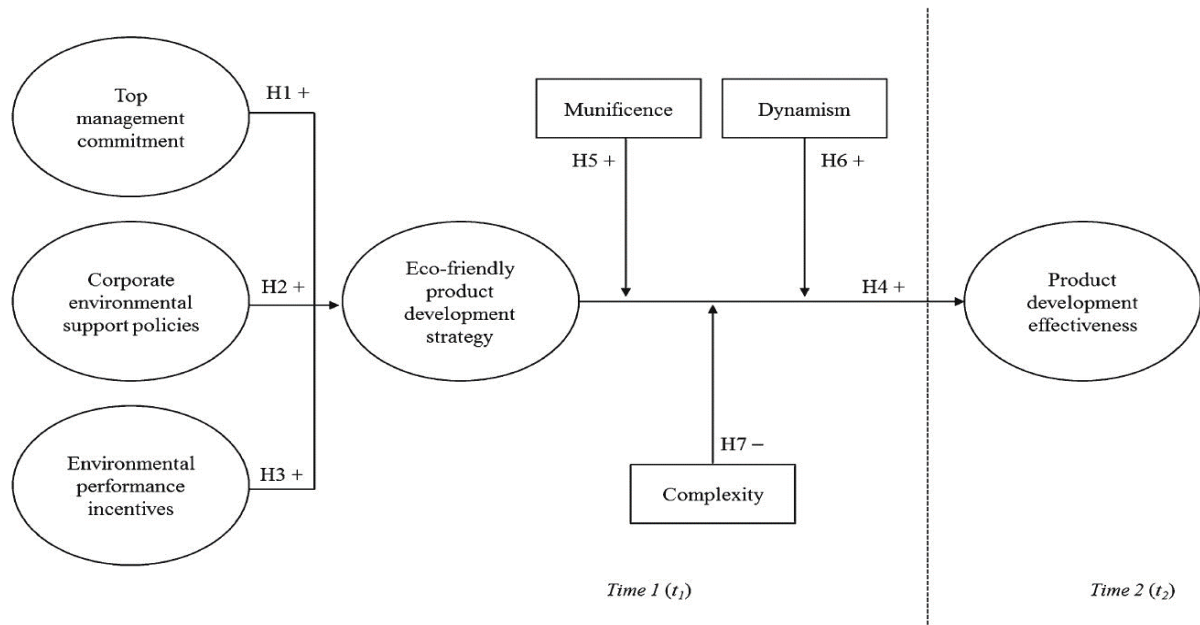 Top
management
commitment
H1 +
Corporate
environmental
support policies
H2 +
Environmental
performance
incentives
H3 +
Eco-friendly
product
development
strategy
Munificence
H5 +
Dynamism
H6 +
H4 +
H7 –
Complexity
Product
development
effectiveness
Time 1 (t1)
Time 2 (t2)